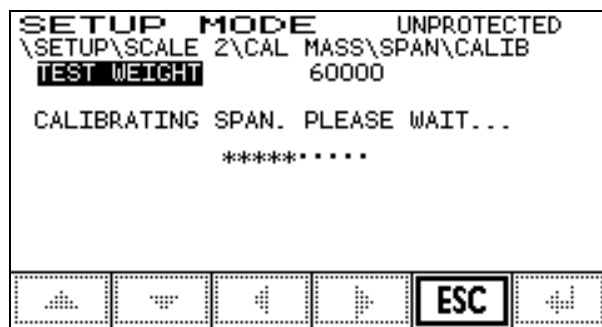 SETUP MODE UNPROTECTED
\SETUP\SCALE 2\CAL MASS\SPAN\CALIB
TEST WEIGHT 60000
CALIBRATING SPAN. PLEASE WAIT...
*****·····
ESC